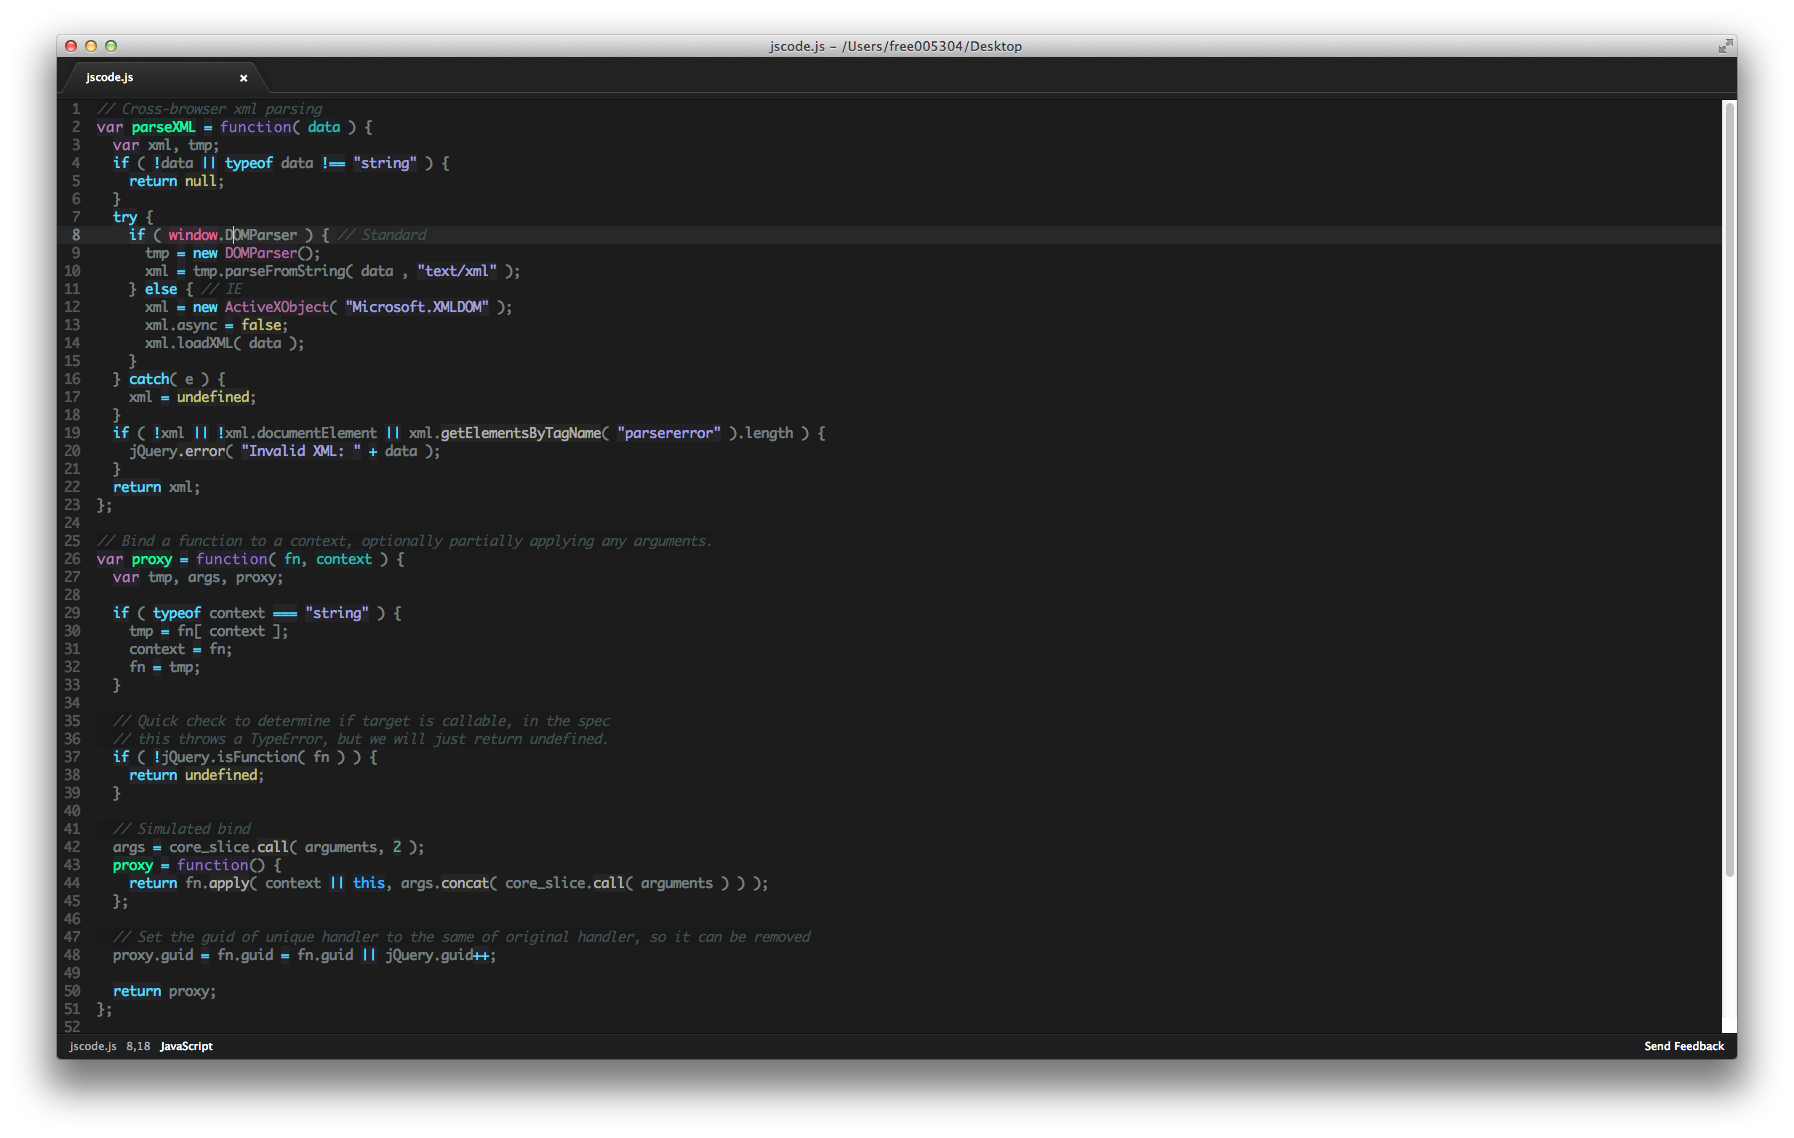 jscode.js – /Users/free005304/Desktop
jscode.js ×
1 // Cross-browser xml parsing
2 var parseXML = function( data ) {
3   var xml, tmp;
4   if ( !data || typeof data !== "string" ) {
5     return null;
6   }
7   try {
8     if ( window.DOMParser ) { // Standard
9       tmp = new DOMParser();
10       xml = tmp.parseFromString( data , "text/xml" );
11     } else { // IE
12       xml = new ActiveXObject( "Microsoft.XMLDOM" );
13       xml.async = false;
14       xml.loadXML( data );
15     }
16   } catch( e ) {
17     xml = undefined;
18   }
19   if ( !xml || !xml.documentElement || xml.getElementsByTagName( "parsererror" ).length ) {
20     jQuery.error( "Invalid XML: " + data );
21   }
22   return xml;
23 };
24
25 // Bind a function to a context, optionally partially applying any arguments.
26 var proxy = function( fn, context ) {
27   var tmp, args, proxy;
28
29   if ( typeof context === "string" ) {
30     tmp = fn[ context ];
31     context = fn;
32     fn = tmp;
33   }
34
35   // Quick check to determine if target is callable, in the spec
36   // this throws a TypeError, but we will just return undefined.
37   if ( !jQuery.isFunction( fn ) ) {
38     return undefined;
39   }
40
41   // Simulated bind
42   args = core_slice.call( arguments, 2 );
43   proxy = function() {
44     return fn.apply( context || this, args.concat( core_slice.call( arguments ) ) );
45   };
46
47   // Set the guid of unique handler to the same of original handler, so it can be removed
48   proxy.guid = fn.guid = fn.guid || jQuery.guid++;
49
50   return proxy;
51 };
52
jscode.js 8,18 JavaScript Send Feedback